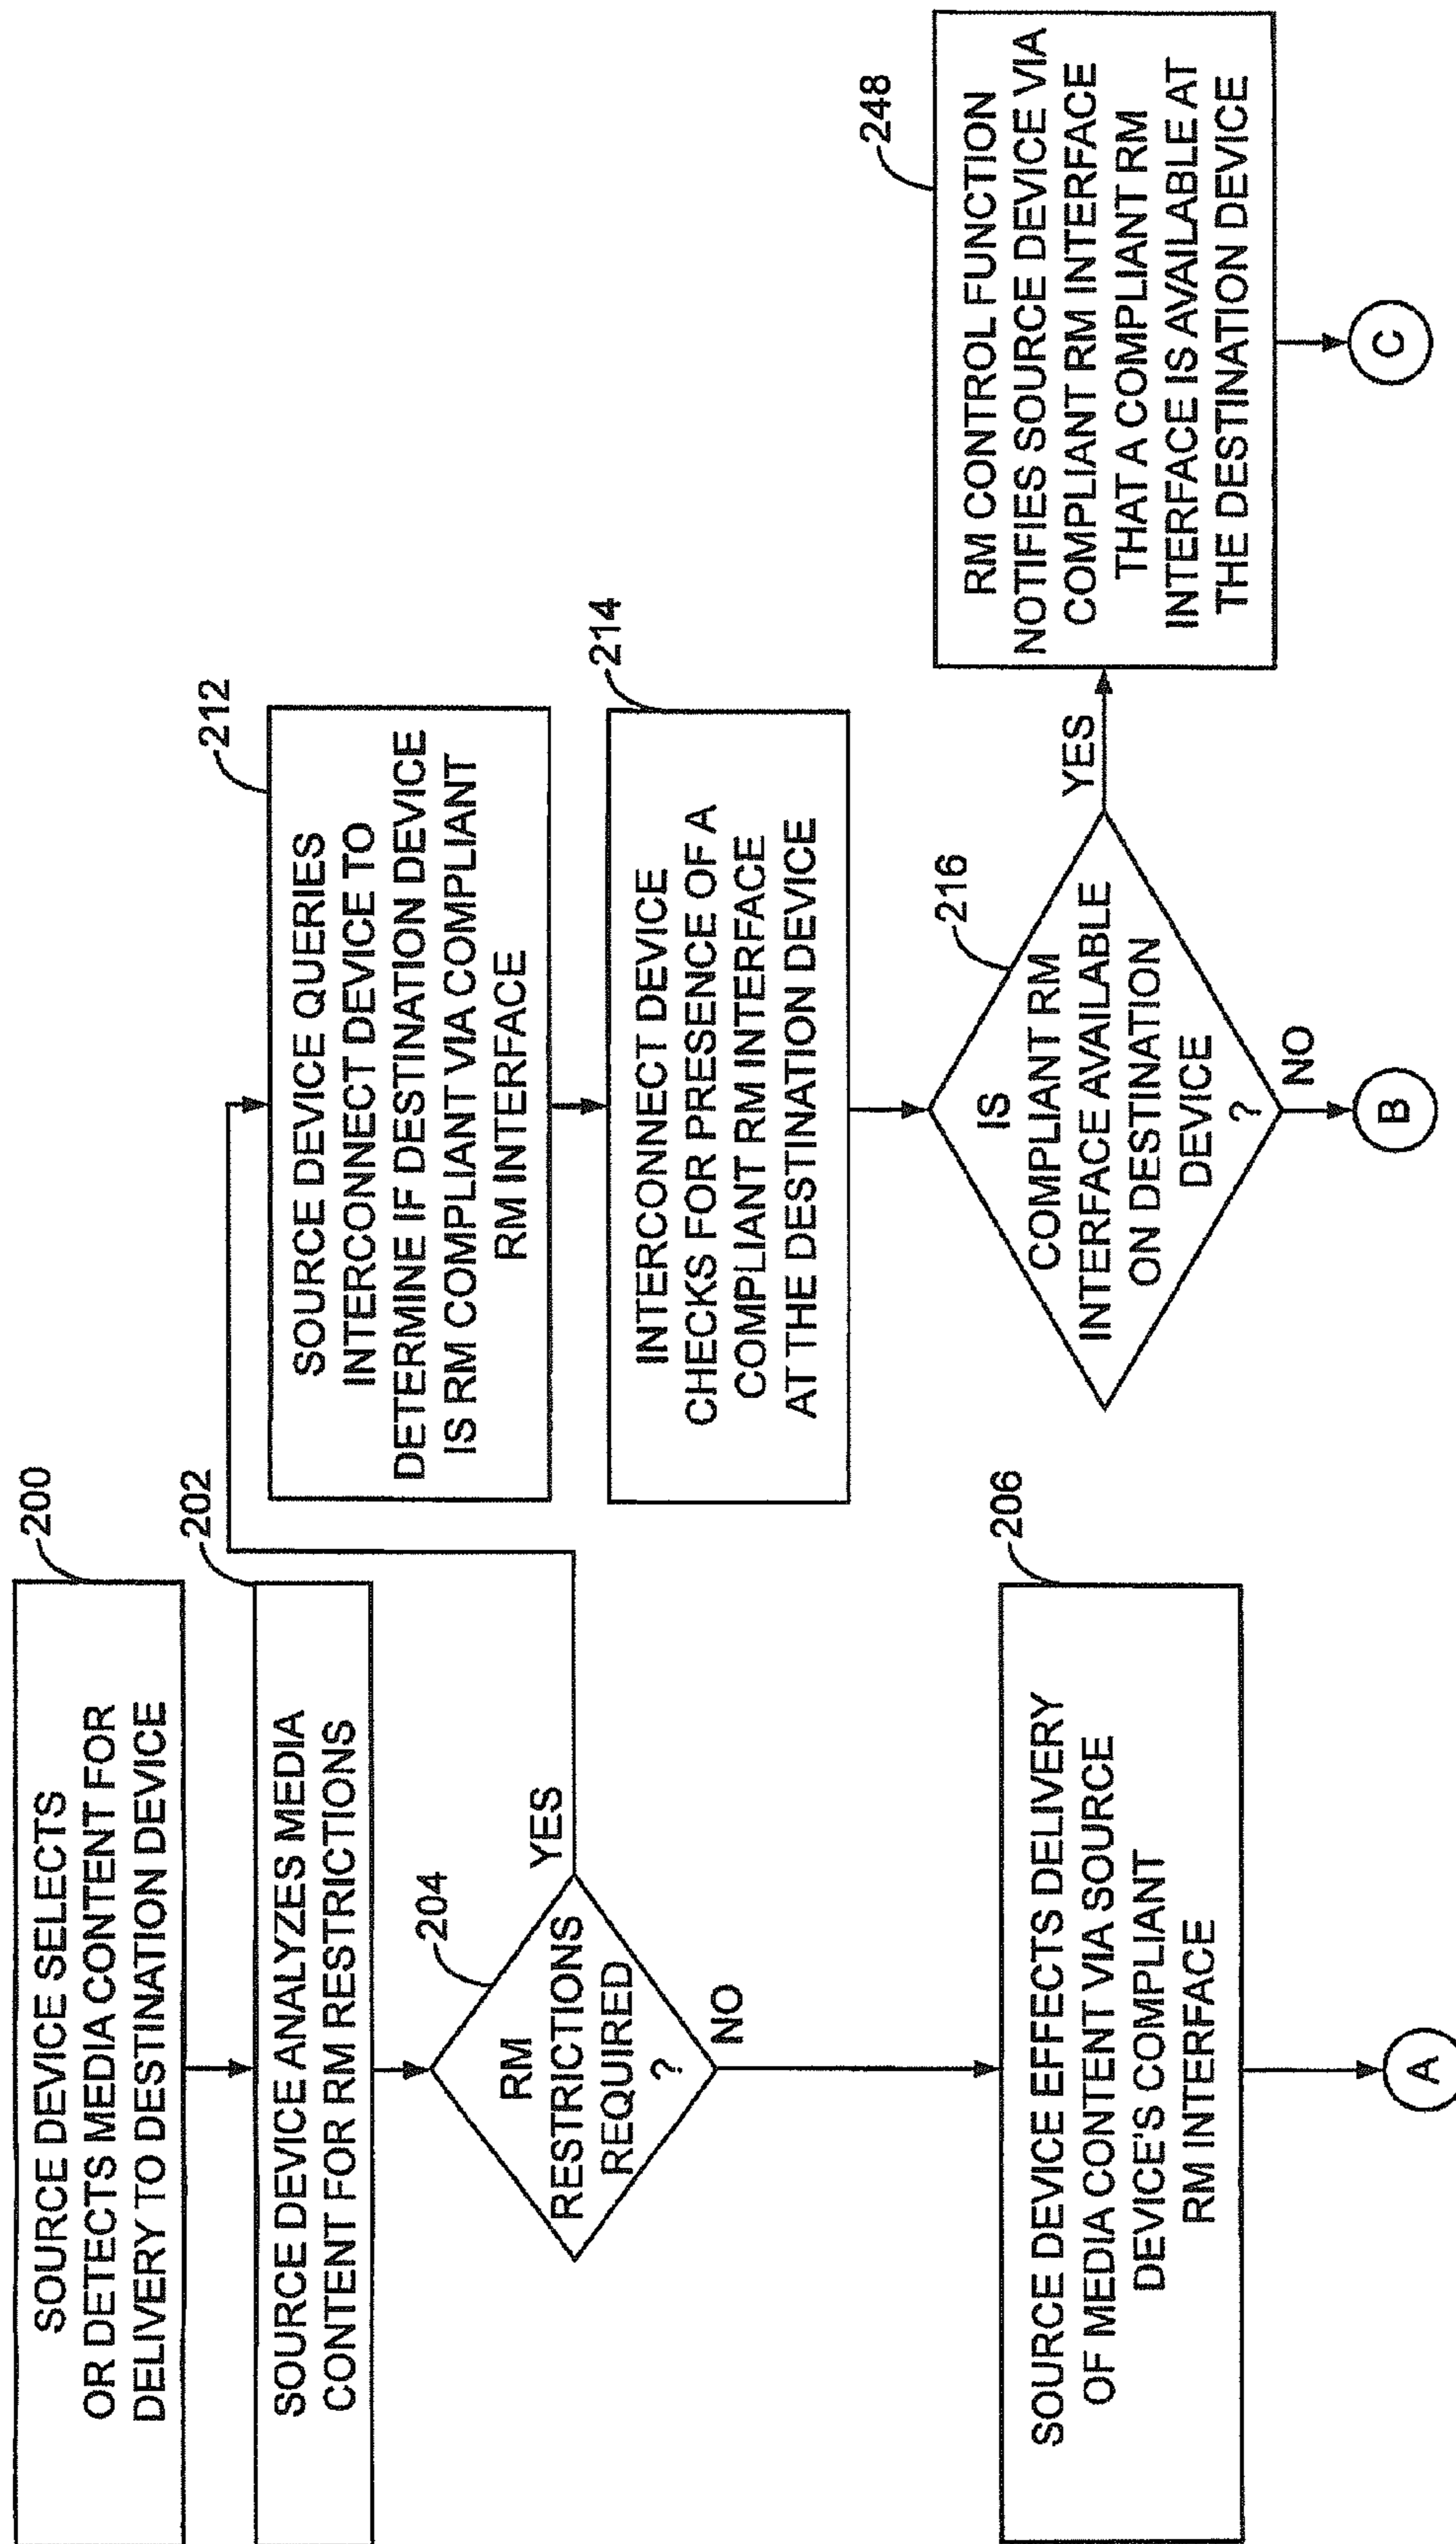 SOURCE DEVICE SELECTS
OR DETECTS MEDIA CONTENT FOR
DELIVERY TO DESTINATION DEVICE
200
SOURCE DEVICE ANALYZES MEDIA
CONTENT FOR RM RESTRICTIONS
202
RM
RESTRICTIONS
REQUIRED
?
204
YES
NO
SOURCE DEVICE EFFECTS DELIVERY
OF MEDIA CONTENT VIA SOURCE
DEVICE'S COMPLIANT
RM INTERFACE
206
A
SOURCE DEVICE QUERIES
INTERCONNECT DEVICE TO
DETERMINE IF DESTINATION DEVICE
IS RM COMPLIANT VIA COMPLIANT
RM INTERFACE
212
INTERCONNECT DEVICE
CHECKS FOR PRESENCE OF A
COMPLIANT RM INTERFACE
AT THE DESTINATION DEVICE
214
IS
COMPLIANT RM
INTERFACE AVAILABLE
ON DESTINATION
DEVICE
?
216
YES
NO
B
RM CONTROL FUNCTION
NOTIFIES SOURCE DEVICE VIA
COMPLIANT RM INTERFACE
THAT A COMPLIANT RM
INTERFACE IS AVAILABLE AT
THE DESTINATION DEVICE
248
C